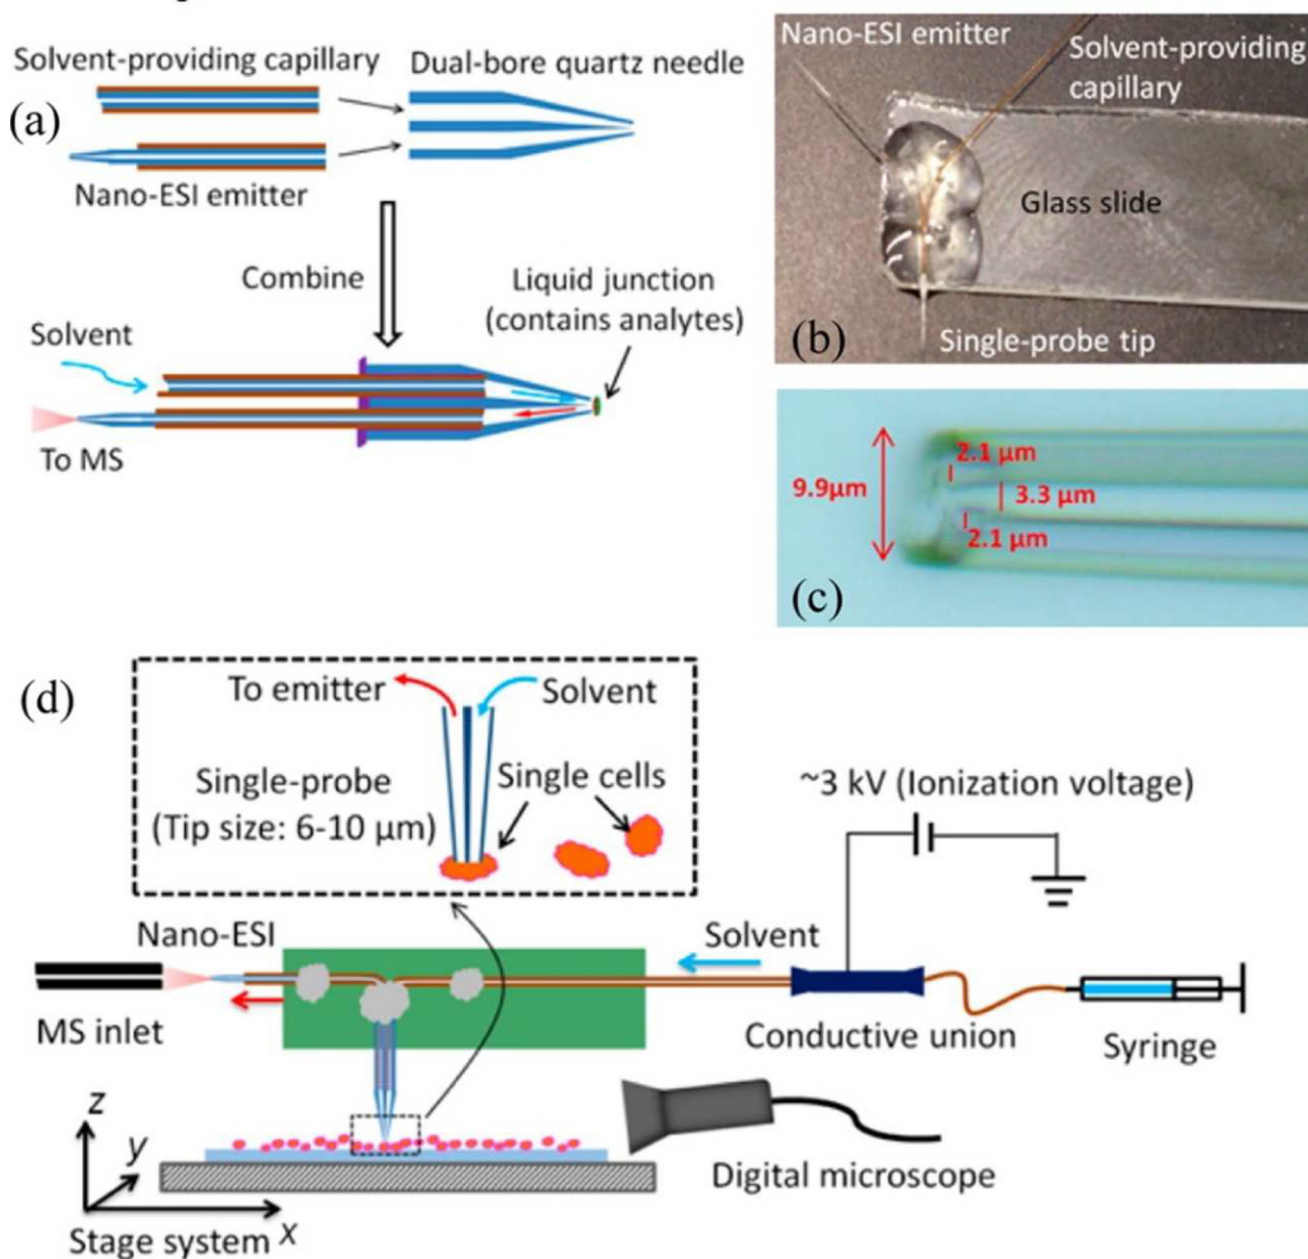 (a)
Solvent-providing capillary
Dual-bore quartz needle
Nano-ESI emitter
Combine
Liquid junction
(contains analytes)
Solvent
To MS
Nano-ESI emitter
Solvent-providing
capillary
Glass slide
(b)
Single-probe tip
2.1 μm
9.9μm
3.3 μm
2.1 μm
(c)
(d)
To emitter
Solvent
Single-probe
(Tip size: 6-10 μm)
Single cells
~3 kV (Ionization voltage)
Nano-ESI
Solvent
MS inlet
Conductive union
Syringe
z
y
x
Stage system
Digital microscope